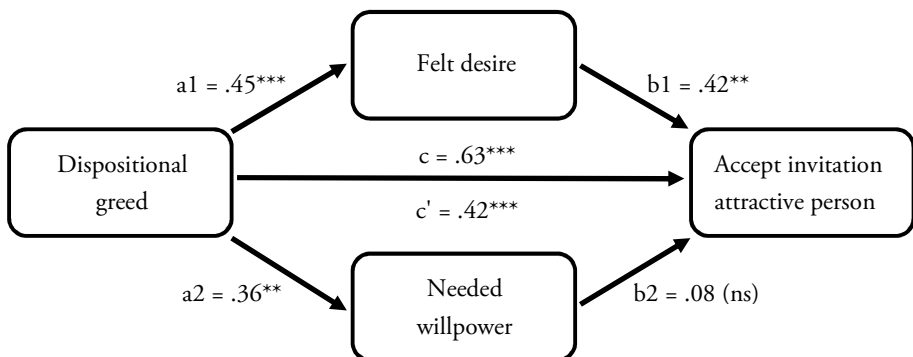 Felt desire
a1 = .45***
b1 = .42**
Dispositional
greed
c = .63***
c' = .42***
Accept invitation
attractive person
a2 = .36**
Needed
willpower
b2 = .08 (ns)